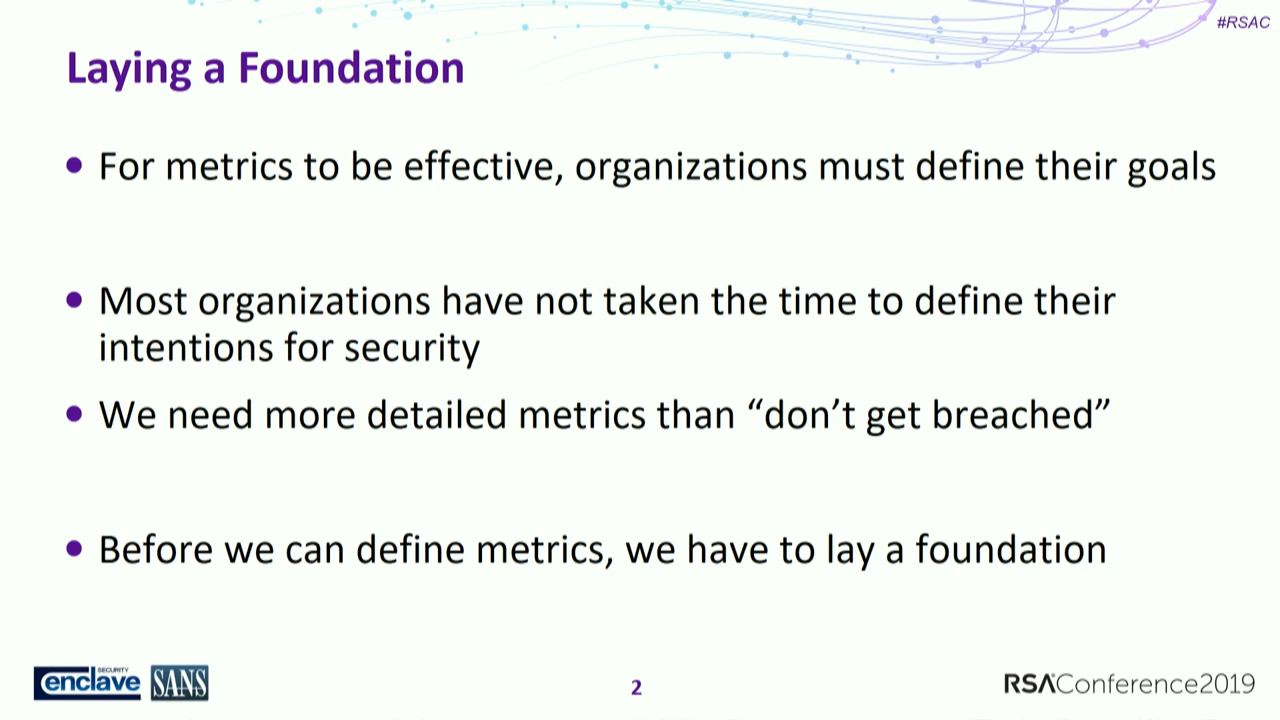 #RSAC
Laying a Foundation
• For metrics to be effective, organizations must define their goals
• Most organizations have not taken the time to define their
intentions for security
• We need more detailed metrics than “don’t get breached”
• Before we can define metrics, we have to lay a foundation
SECURITY
enclave
SANS
2
RSAConference2019